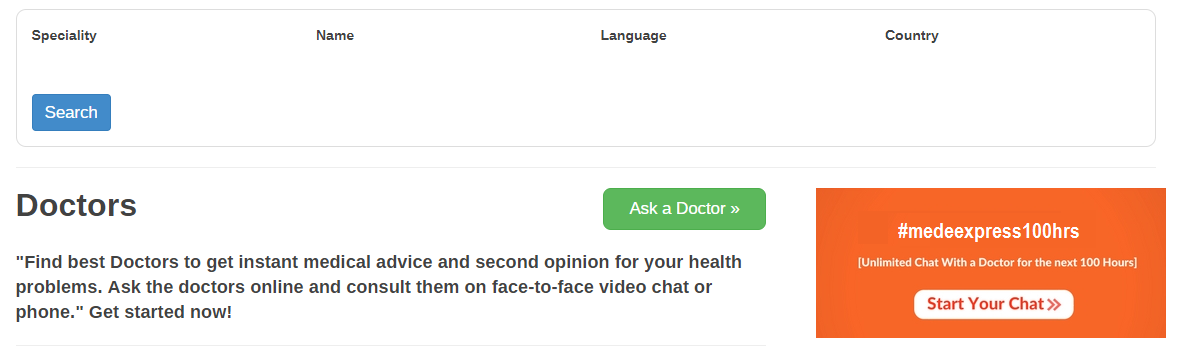 Speciality Name Language Country
Search
Doctors
Ask a Doctor »
"Find best Doctors to get instant medical advice and second opinion for your health
problems. Ask the doctors online and consult them on face-to-face video chat or
phone." Get started now!
#medeexpress100hrs
[Unlimited Chat With a Doctor for the next 100 Hours]
Start Your Chat »